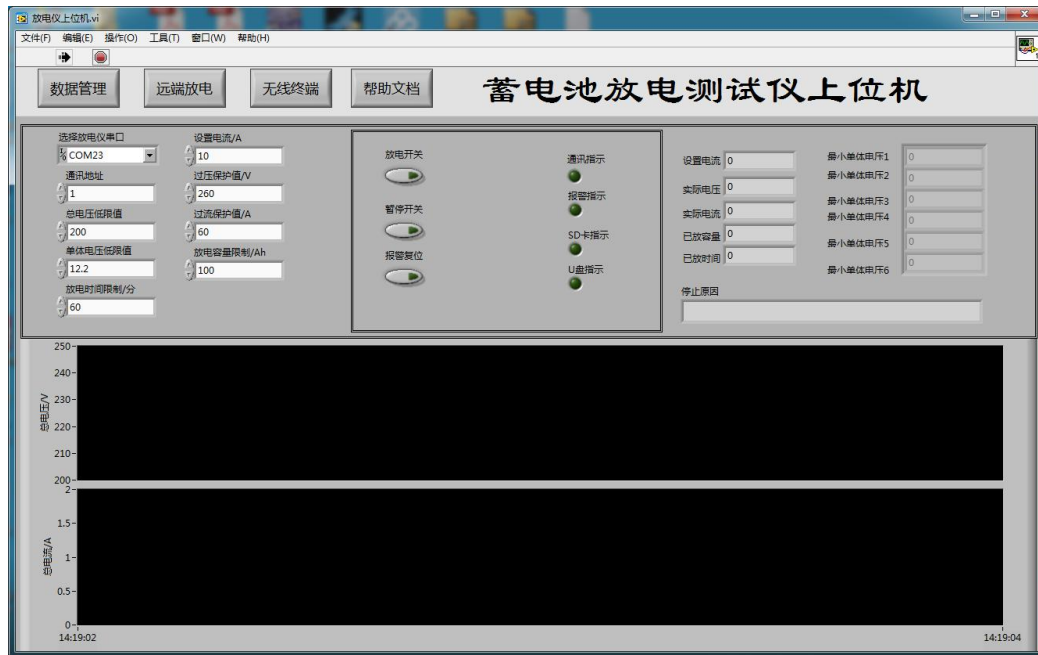 放电仪上位机.vi
文件(F) 编辑(E) 操作(O) 工具(T) 窗口(W) 帮助(H)
数据管理 远端放电 无线终端 帮助文档 蓄电池放电测试仪上位机
选择放电仪串口 设置电流/A
COM23 10
通讯地址 过压保护值/V
1 260
总电压低限值 过流保护值/A
200 60
单体电压低限值 放电容量限制/Ah
12.2 100
放电时间限制/分
60
放电开关 通讯指示
报警指示
暂停开关
SD卡指示
报警复位
U盘指示
设置电流 0 最小单体电压1 0
最小单体电压2 0
实际电压 0
最小单体电压3 0
实际电流 0 最小单体电压4 0
已放容量 0
最小单体电压5 0
已放时间 0
最小单体电压6 0
停止原因
250
240
230
220
210
200
总电压/V
2
1.5
1
0.5
0
总电流/A
14:19:02 14:19:04